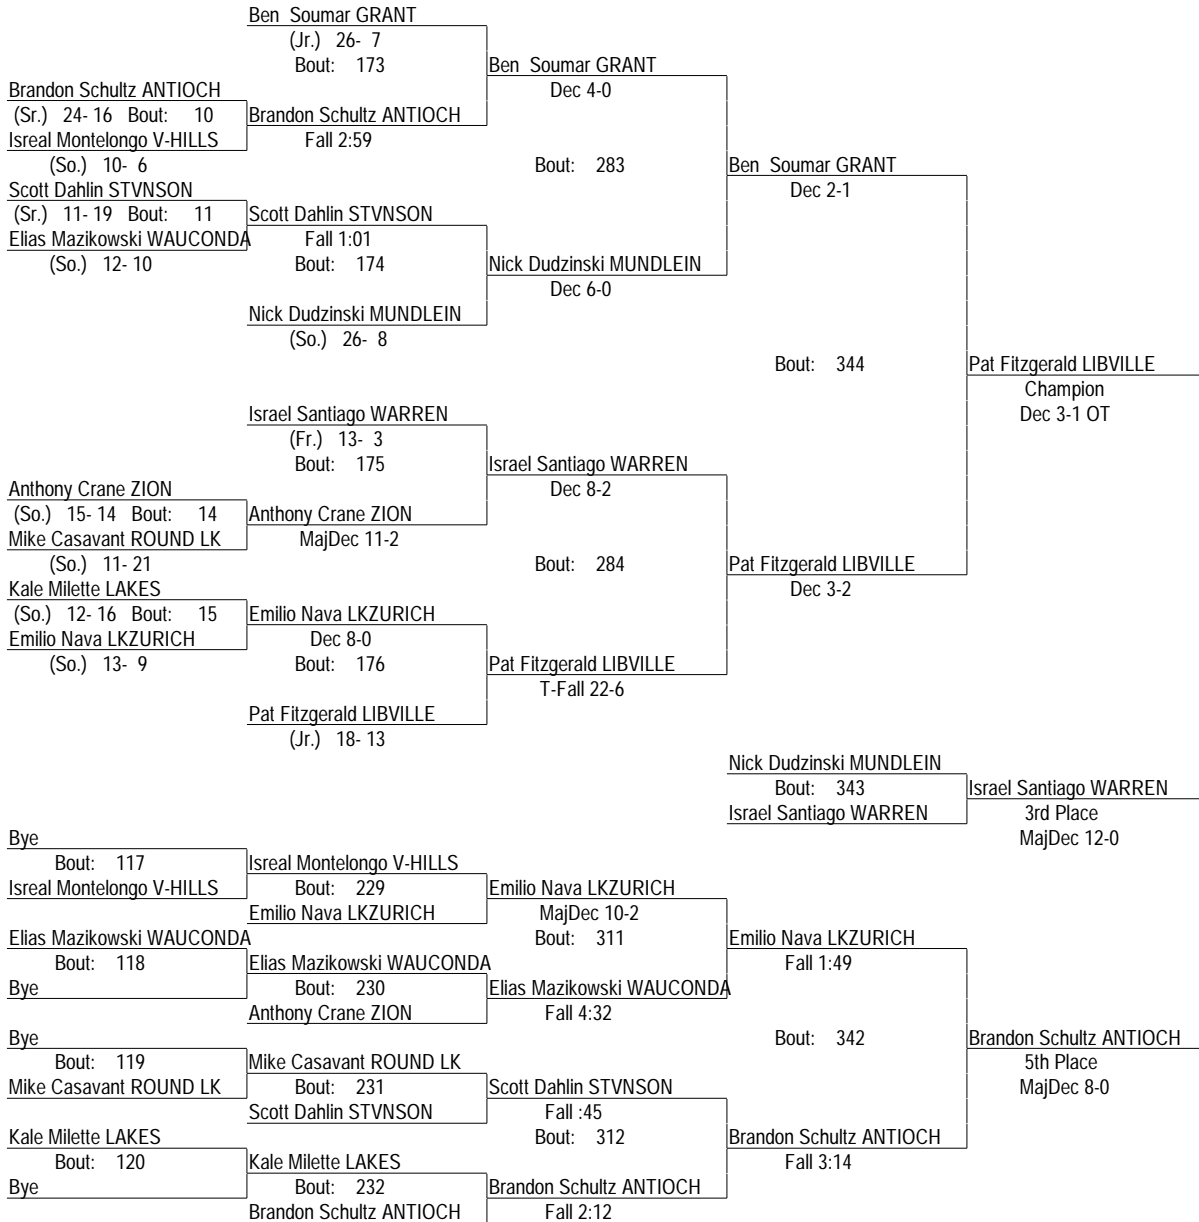 Ben  Soumar GRANT
(Jr.)  26-  7
Bout:  173
Ben  Soumar GRANT
Dec 4-0
Brandon Schultz ANTIOCH
(Sr.)  24- 16  Bout:  10
Brandon Schultz ANTIOCH
Isreal Montelongo V-HILLS
Fall 2:59
(So.)  10-  6
Bout:  283
Ben  Soumar GRANT
Dec 2-1
Scott Dahlin STVNSON
(Sr.)  11- 19  Bout:  11
Scott Dahlin STVNSON
Elias Mazikowski WAUCONDA
Fall 1:01
(So.)  12- 10
Bout:  174
Nick Dudzinski MUNDLEIN
Dec 6-0
Nick Dudzinski MUNDLEIN
(So.)  26-  8
Bout:  344
Pat Fitzgerald LIBVILLE
Champion
Dec 3-1 OT
Israel Santiago WARREN
(Fr.)  13-  3
Bout:  175
Israel Santiago WARREN
Dec 8-2
Anthony Crane ZION
(So.)  15- 14  Bout:  14
Anthony Crane ZION
Mike Casavant ROUND LK
MajDec 11-2
(So.)  11- 21
Bout:  284
Pat Fitzgerald LIBVILLE
Dec 3-2
Kale Milette LAKES
(So.)  12- 16  Bout:  15
Emilio Nava LKZURICH
Emilio Nava LKZURICH
Dec 8-0
(So.)  13-  9
Bout:  176
Pat Fitzgerald LIBVILLE
T-Fall 22-6
Pat Fitzgerald LIBVILLE
(Jr.)  18- 13
Nick Dudzinski MUNDLEIN
Bout:  343
Israel Santiago WARREN
Israel Santiago WARREN
3rd Place
MajDec 12-0
Bye
Bout:  117
Isreal Montelongo V-HILLS
Isreal Montelongo V-HILLS
Bout:  229
Emilio Nava LKZURICH
Emilio Nava LKZURICH
MajDec 10-2
Bout:  311
Emilio Nava LKZURICH
Fall 1:49
Elias Mazikowski WAUCONDA
Bout:  118
Elias Mazikowski WAUCONDA
Bye
Bout:  230
Elias Mazikowski WAUCONDA
Anthony Crane ZION
Fall 4:32
Bye
Bout:  342
Brandon Schultz ANTIOCH
5th Place
MajDec 8-0
Bout:  119
Mike Casavant ROUND LK
Mike Casavant ROUND LK
Bout:  231
Scott Dahlin STVNSON
Scott Dahlin STVNSON
Fall :45
Bout:  312
Brandon Schultz ANTIOCH
Fall 3:14
Kale Milette LAKES
Bout:  120
Kale Milette LAKES
Bye
Bout:  232
Brandon Schultz ANTIOCH
Brandon Schultz ANTIOCH
Fall 2:12